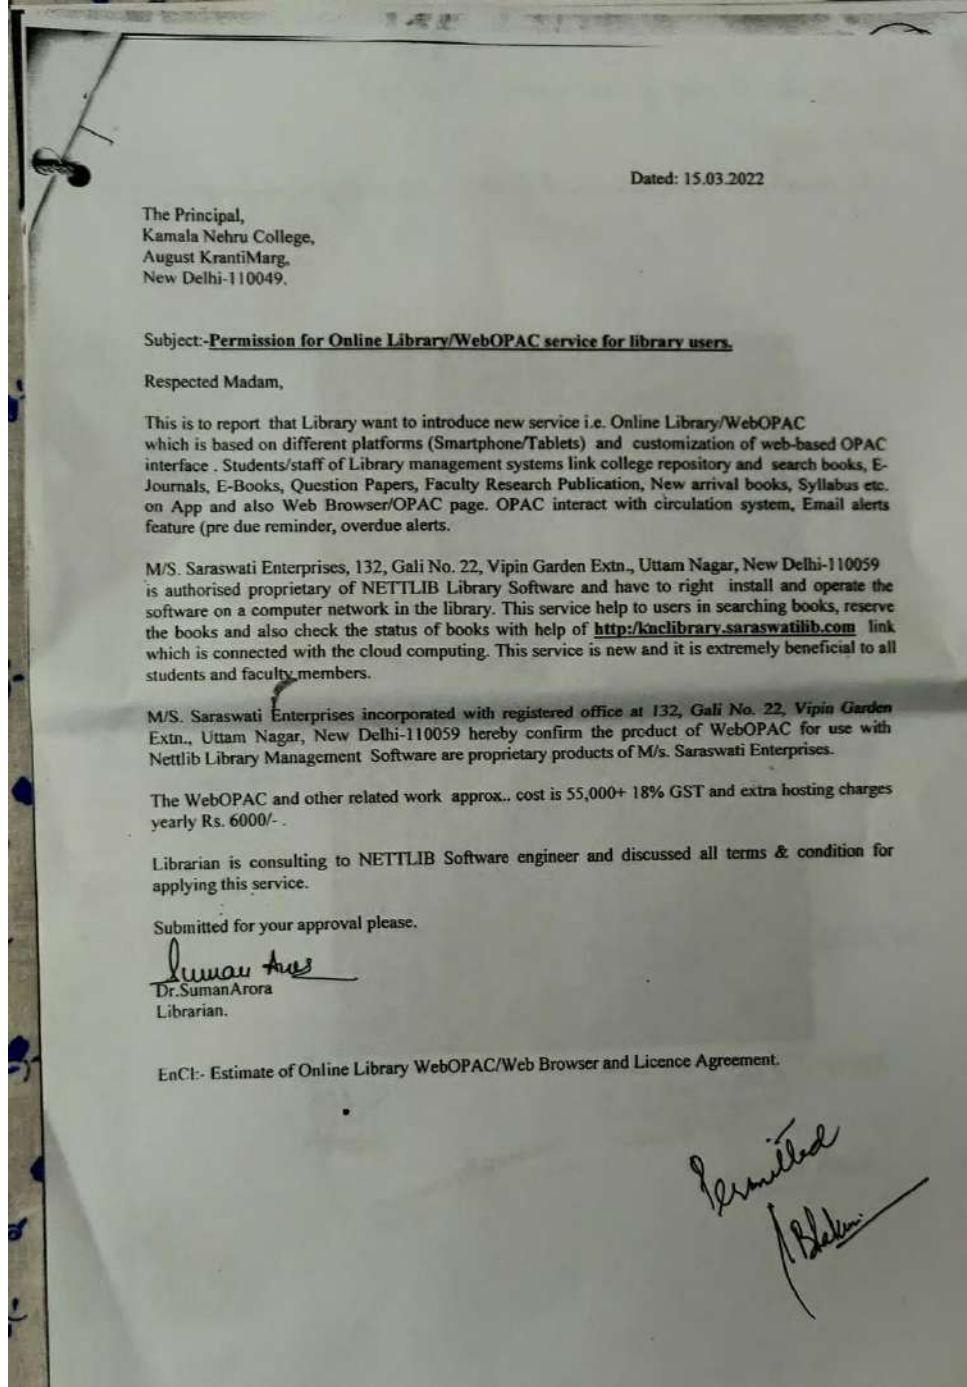 Dated: 15.03.2022
The Principal,
Kamala Nehru College,
August KrantiMarg,
New Delhi-110049.
Subject:-Permission for Online Library/WebOPAC service for library users.
Respected Madam,
This is to report that Library want to introduce new service i.e. Online Library/WebOPAC
which is based on different platforms (Smartphone/Tablets) and customization of web-based OPAC
interface . Students/staff of Library management systems link college repository and search books, E-
Journals, E-Books, Question Papers, Faculty Research Publication, New arrival books, Syllabus etc.
on App and also Web Browser/OPAC page. OPAC interact with circulation system, Email alerts
feature (pre due reminder, overdue alerts.
M/S. Saraswati Enterprises, 132, Gali No. 22, Vipin Garden Extn., Uttam Nagar, New Delhi-110059
is authorised proprietary of NETTLIB Library Software and have to right install and operate the
software on a computer network in the library. This service help to users in searching books, reserve
the books and also check the status of books with help of http:/knclibrary.saraswatilib.com link
which is connected with the cloud computing. This service is new and it is extremely beneficial to all
students and faculty members.
M/S. Saraswati Enterprises incorporated with registered office at 132, Gali No. 22, Vipin Garden
Extn., Uttam Nagar, New Delhi-110059 hereby confirm the product of WebOPAC for use with
Nettlib Library Management Software are proprietary products of M/s. Saraswati Enterprises.
The WebOPAC and other related work approx.. cost is 55,000+ 18% GST and extra hosting charges
yearly Rs. 6000/- .
Librarian is consulting to NETTLIB Software engineer and discussed all terms & condition for
applying this service.
Submitted for your approval please.
Suman
Dr.SumanArora
Librarian.
EnCl:- Estimate of Online Library WebOPAC/Web Browser and Licence Agreement.
Permitted